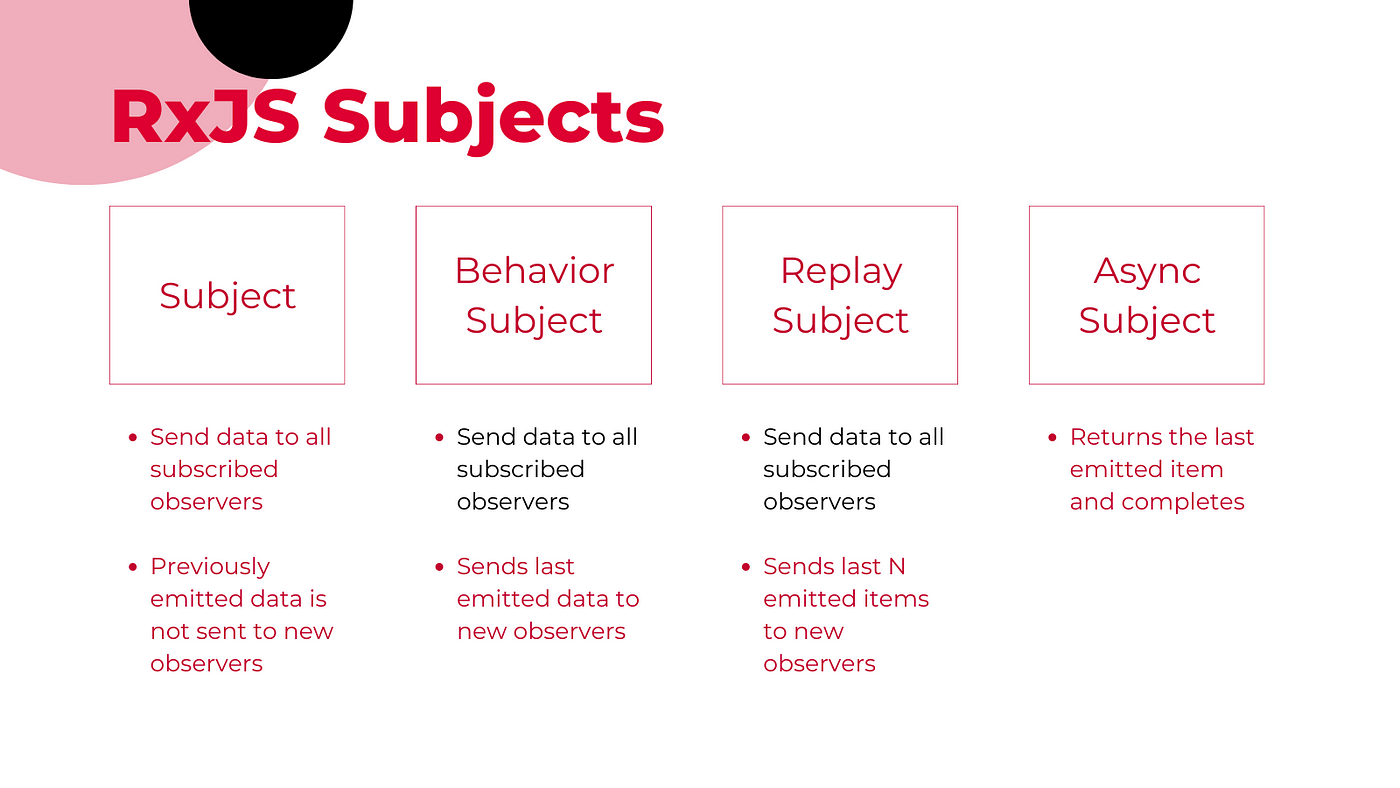 RxJS Subjects
Subject
Behavior
Subject
Replay
Subject
Async
Subject
• Send data to all
subscribed
observers
• Previously
emitted data is
not sent to new
observers
• Send data to all
subscribed
observers
• Sends last
emitted data to
new observers
• Send data to all
subscribed
observers
• Sends last N
emitted items
to new
observers
• Returns the last
emitted item
and completes